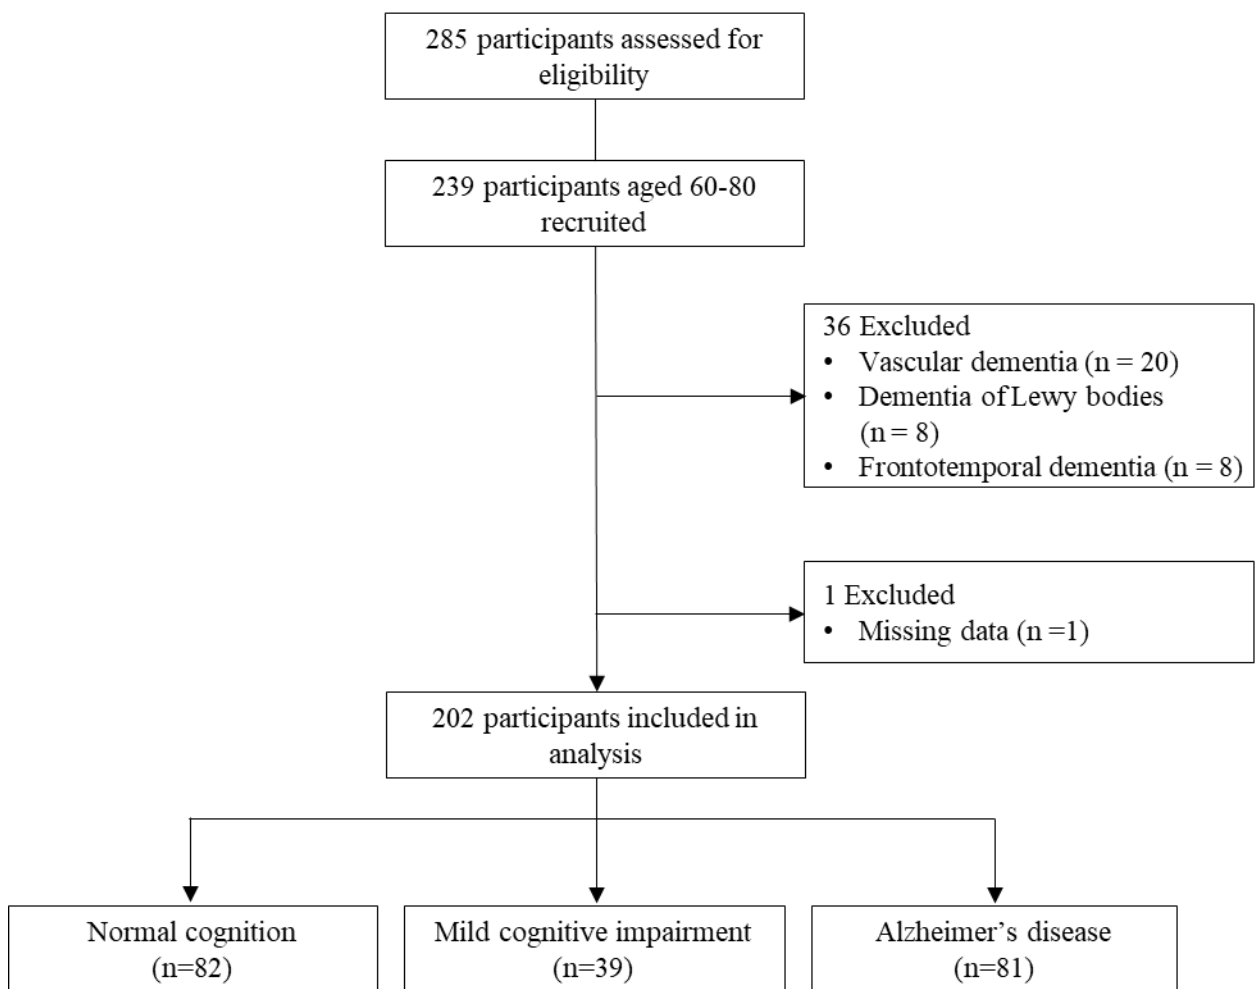 285 participants assessed for
eligibility
239 participants aged 60-80
recruited
36 Excluded
• Vascular dementia (n = 20)
• Dementia of Lewy bodies
(n = 8)
• Frontotemporal dementia (n = 8)
1 Excluded
• Missing data (n =1)
202 participants included in
analysis
Normal cognition
(n=82)
Mild cognitive impairment
(n=39)
Alzheimer’s disease
(n=81)